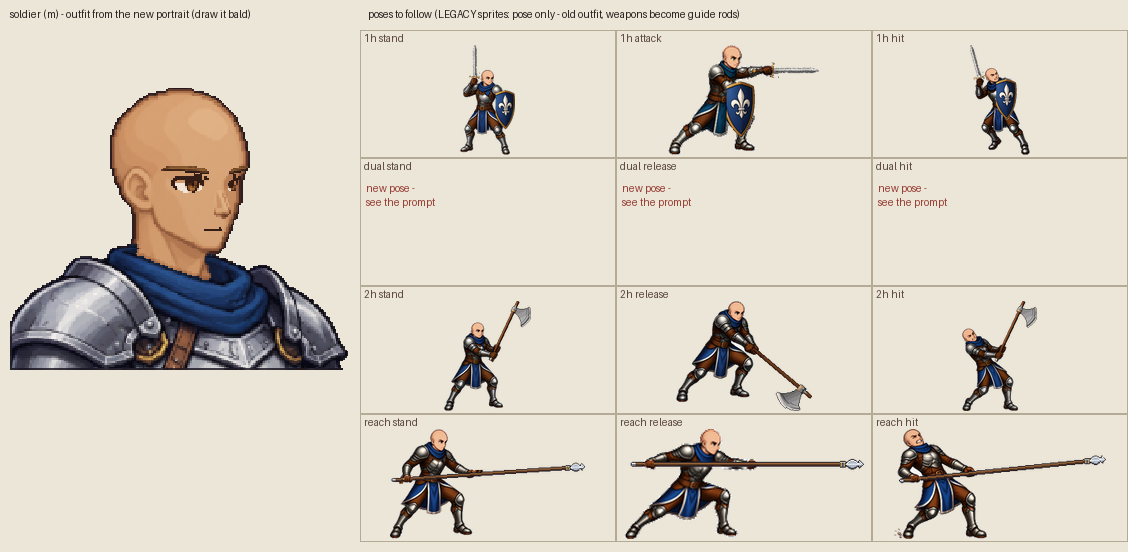 soldier (m) - outfit from the new portrait (draw it bald)
poses to follow (LEGACY sprites: pose only - old outfit, weapons become guide rods)
1h stand
1h attack
1h hit
dual stand
new pose -
see the prompt
dual release
new pose -
see the prompt
dual hit
new pose -
see the prompt
2h stand
2h release
2h hit
reach stand
reach release
reach hit